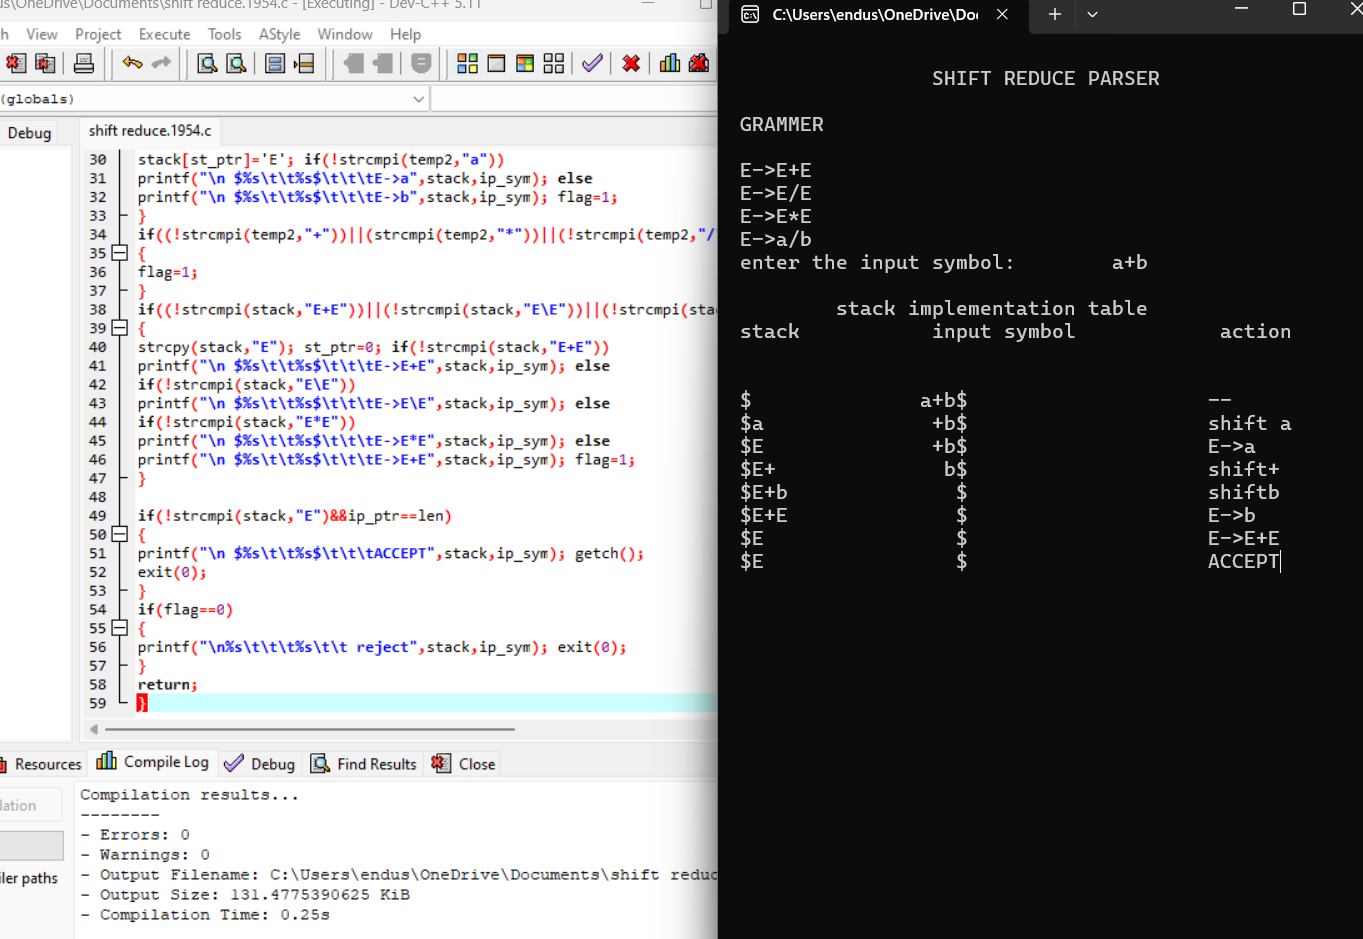 us\OneDrive\Documents\shift reduce.1954.c - [Executing] - Dev-C++ 5.11
h View Project Execute Tools AStyle Window Help
(globals)
Debug
shift reduce.1954.c
30 stack[st_ptr]='E'; if(!strcmpi(temp2,"a"))
31 printf("\n $%s\t\t%s$\t\t\tE->a",stack,ip_sym); else
32 printf("\n $%s\t\t%s$\t\t\tE->b",stack,ip_sym); flag=1;
33 }
34 if((!strcmpi(temp2,"+"))||(strcmpi(temp2,"*"))||(!strcmpi(temp2,"/"
35 {
36 flag=1;
37 }
38 if((!strcmpi(stack,"E+E"))||(!strcmpi(stack,"E\E"))||(!strcmpi(sta
39 {
40 strcpy(stack,"E"); st_ptr=0; if(!strcmpi(stack,"E+E"))
41 printf("\n $%s\t\t%s$\t\t\tE->E+E",stack,ip_sym); else
42 if(!strcmpi(stack,"E\E"))
43 printf("\n $%s\t\t%s$\t\t\tE->E\E",stack,ip_sym); else
44 if(!strcmpi(stack,"E*E"))
45 printf("\n $%s\t\t%s$\t\t\tE->E*E",stack,ip_sym); else
46 printf("\n $%s\t\t%s$\t\t\tE->E+E",stack,ip_sym); flag=1;
47 }
48
49 if(!strcmpi(stack,"E")&&ip_ptr==len)
50 {
51 printf("\n $%s\t\t%s$\t\t\tACCEPT",stack,ip_sym); getch();
52 exit(0);
53 }
54 if(flag==0)
55 {
56 printf("\n%s\t\t\t%s\t\t reject",stack,ip_sym); exit(0);
57 }
58 return;
59 }
Resources Compile Log Debug Find Results Close
lation
iler paths
Compilation results...
--------
- Errors: 0
- Warnings: 0
- Output Filename: C:\Users\endus\OneDrive\Documents\shift reduc
- Output Size: 131.4775390625 KiB
- Compilation Time: 0.25s
C:\Users\endus\OneDrive\Do
SHIFT REDUCE PARSER
GRAMMER
E->E+E
E->E/E
E->E*E
E->a/b
enter the input symbol: a+b
stack implementation table
stack input symbol action
$ a+b$ --
$a +b$ shift a
$E +b$ E->a
$E+ b$ shift+
$E+b $ shiftb
$E+E $ E->b
$E $ E->E+E
$E $ ACCEPT